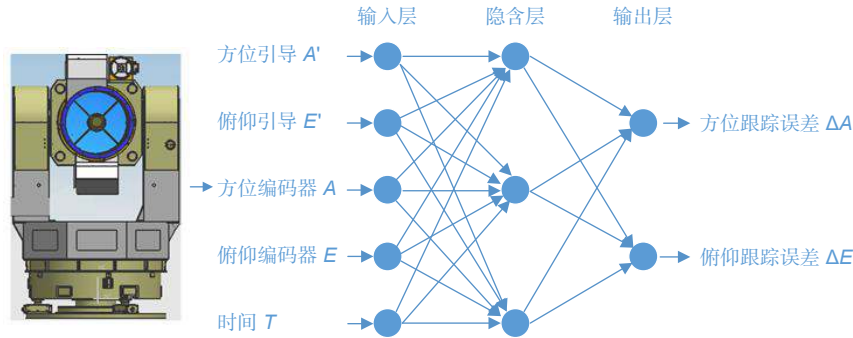 输入层 隐含层 输出层
方位引导 A'
俯仰引导 E'
方位跟踪误差 ΔA
方位编码器 A
俯仰编码器 E
俯仰跟踪误差 ΔE
时间 T